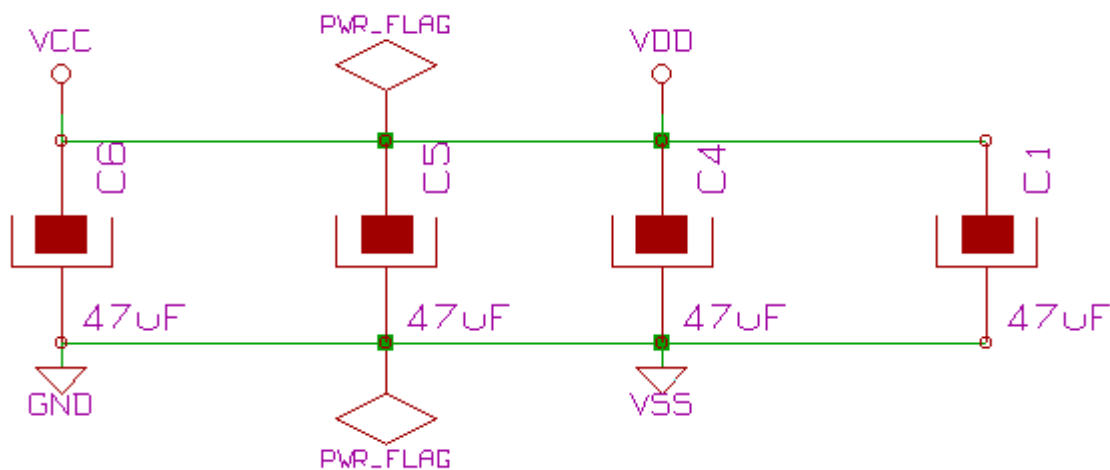 PWR_FLAG
VCC
VDD
C6
C5
C4
C1
47uF
47uF
47uF
47uF
GND
VSS
PWR_FLAG